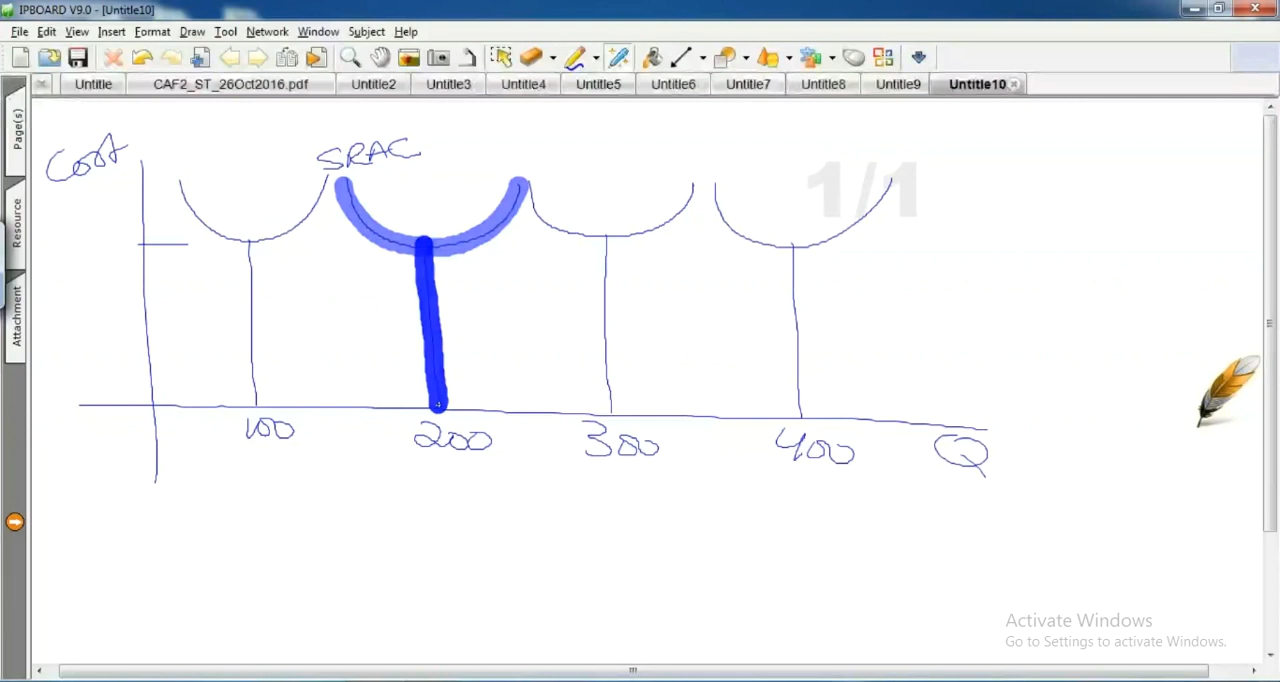 IPBOARD V9.0 - [Untitle10]
File Edit View Insert Format Draw Tool Network Window Subject Help
Untitle CAF2_ST_26Oct2016.pdf Untitle2 Untitle3 Untitle4 Untitle5 Untitle6 Untitle7 Untitle8 Untitle9 Untitle10
Page(s)
Resource
Attachment
Cost
SRAC
1/1
100 200 300 400 Q
Activate Windows
Go to Settings to activate Windows.